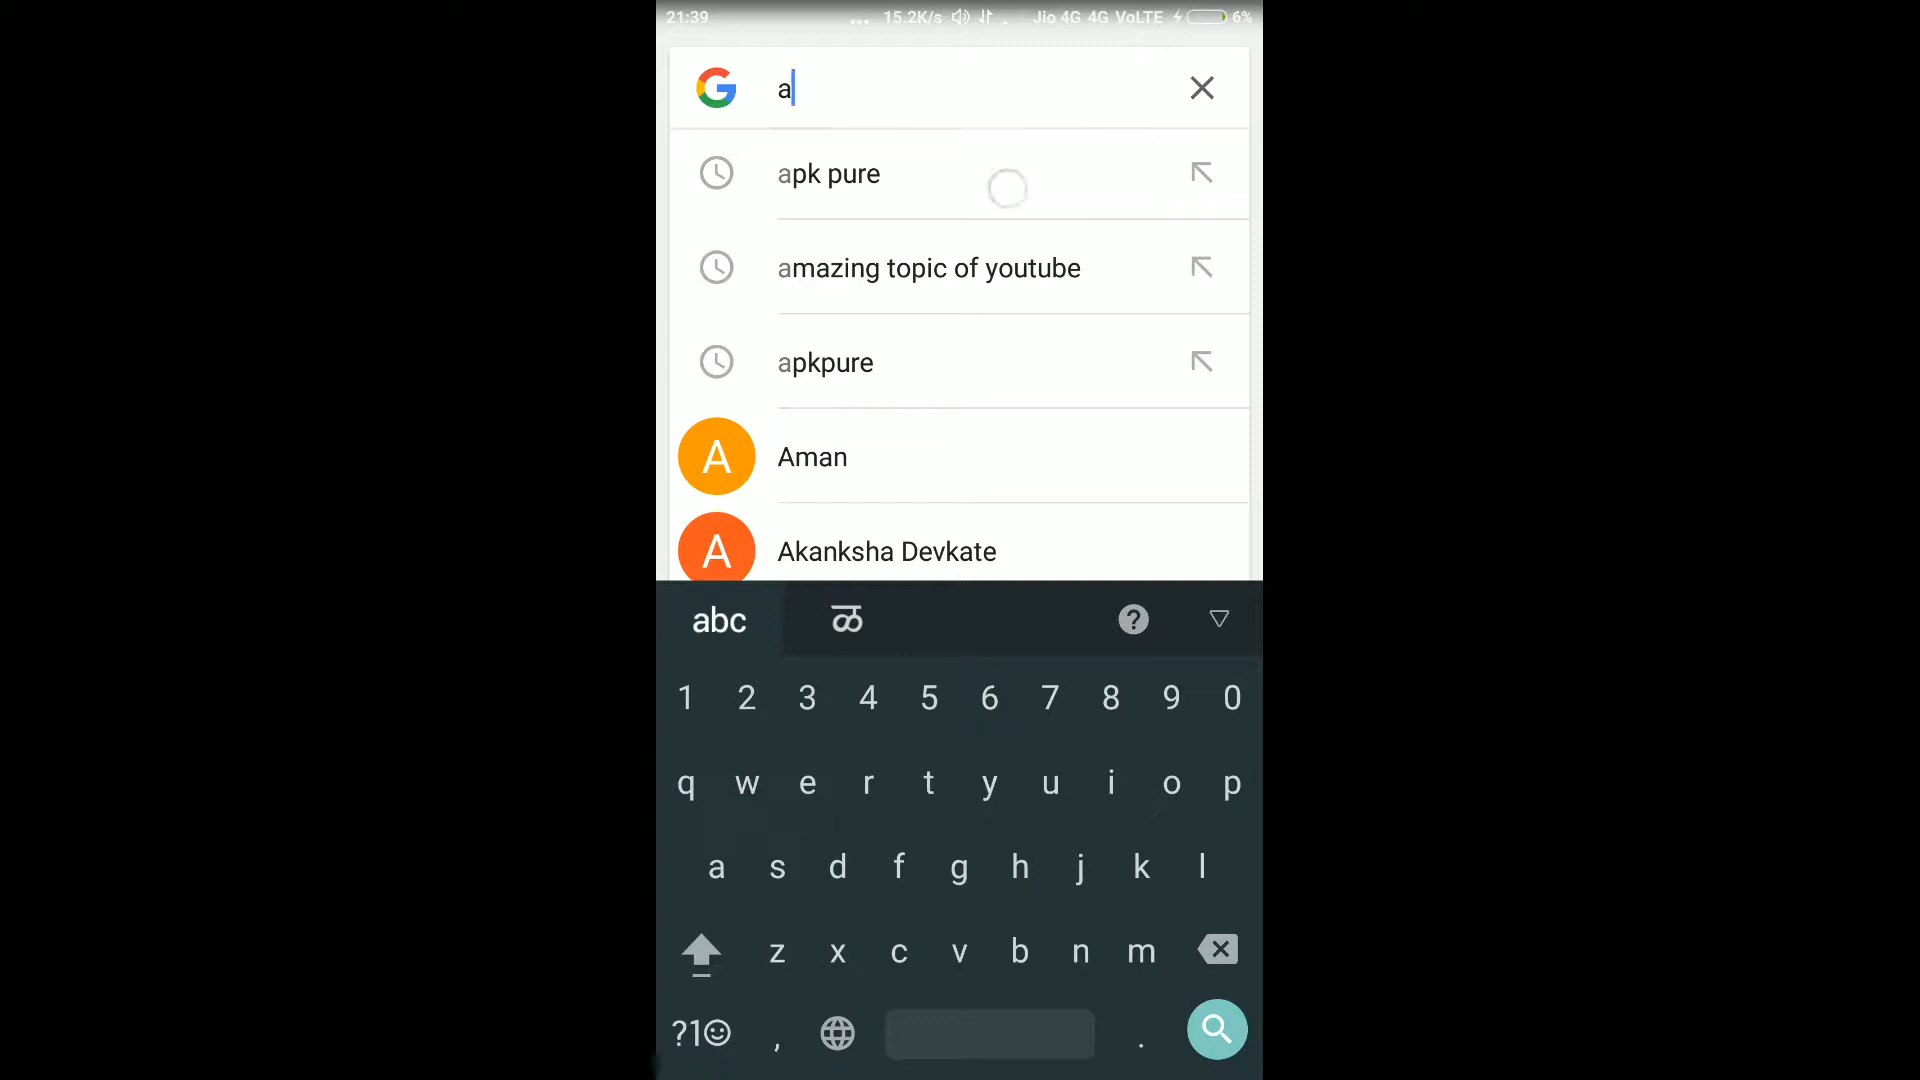 21:39 ... 15.2K/s Jio 4G 4G VoLTE 6%
a
apk pure
amazing topic of youtube
apkpure
A Aman
A Akanksha Devkate
abc ळ ?
1 2 3 4 5 6 7 8 9 0
q w e r t y u i o p
a s d f g h j k l
z x c v b n m
?1☺ , .